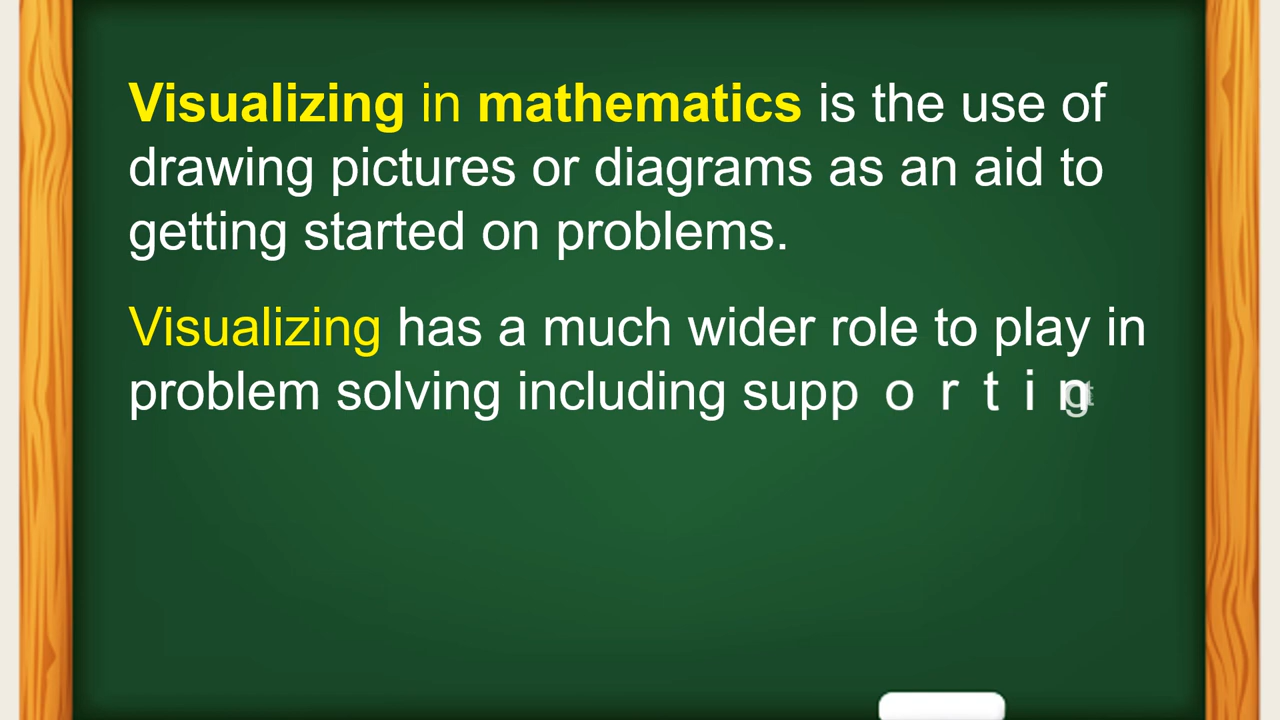 Visualizing in mathematics is the use of
drawing pictures or diagrams as an aid to
getting started on problems.
Visualizing has a much wider role to play in
problem solving including supporting